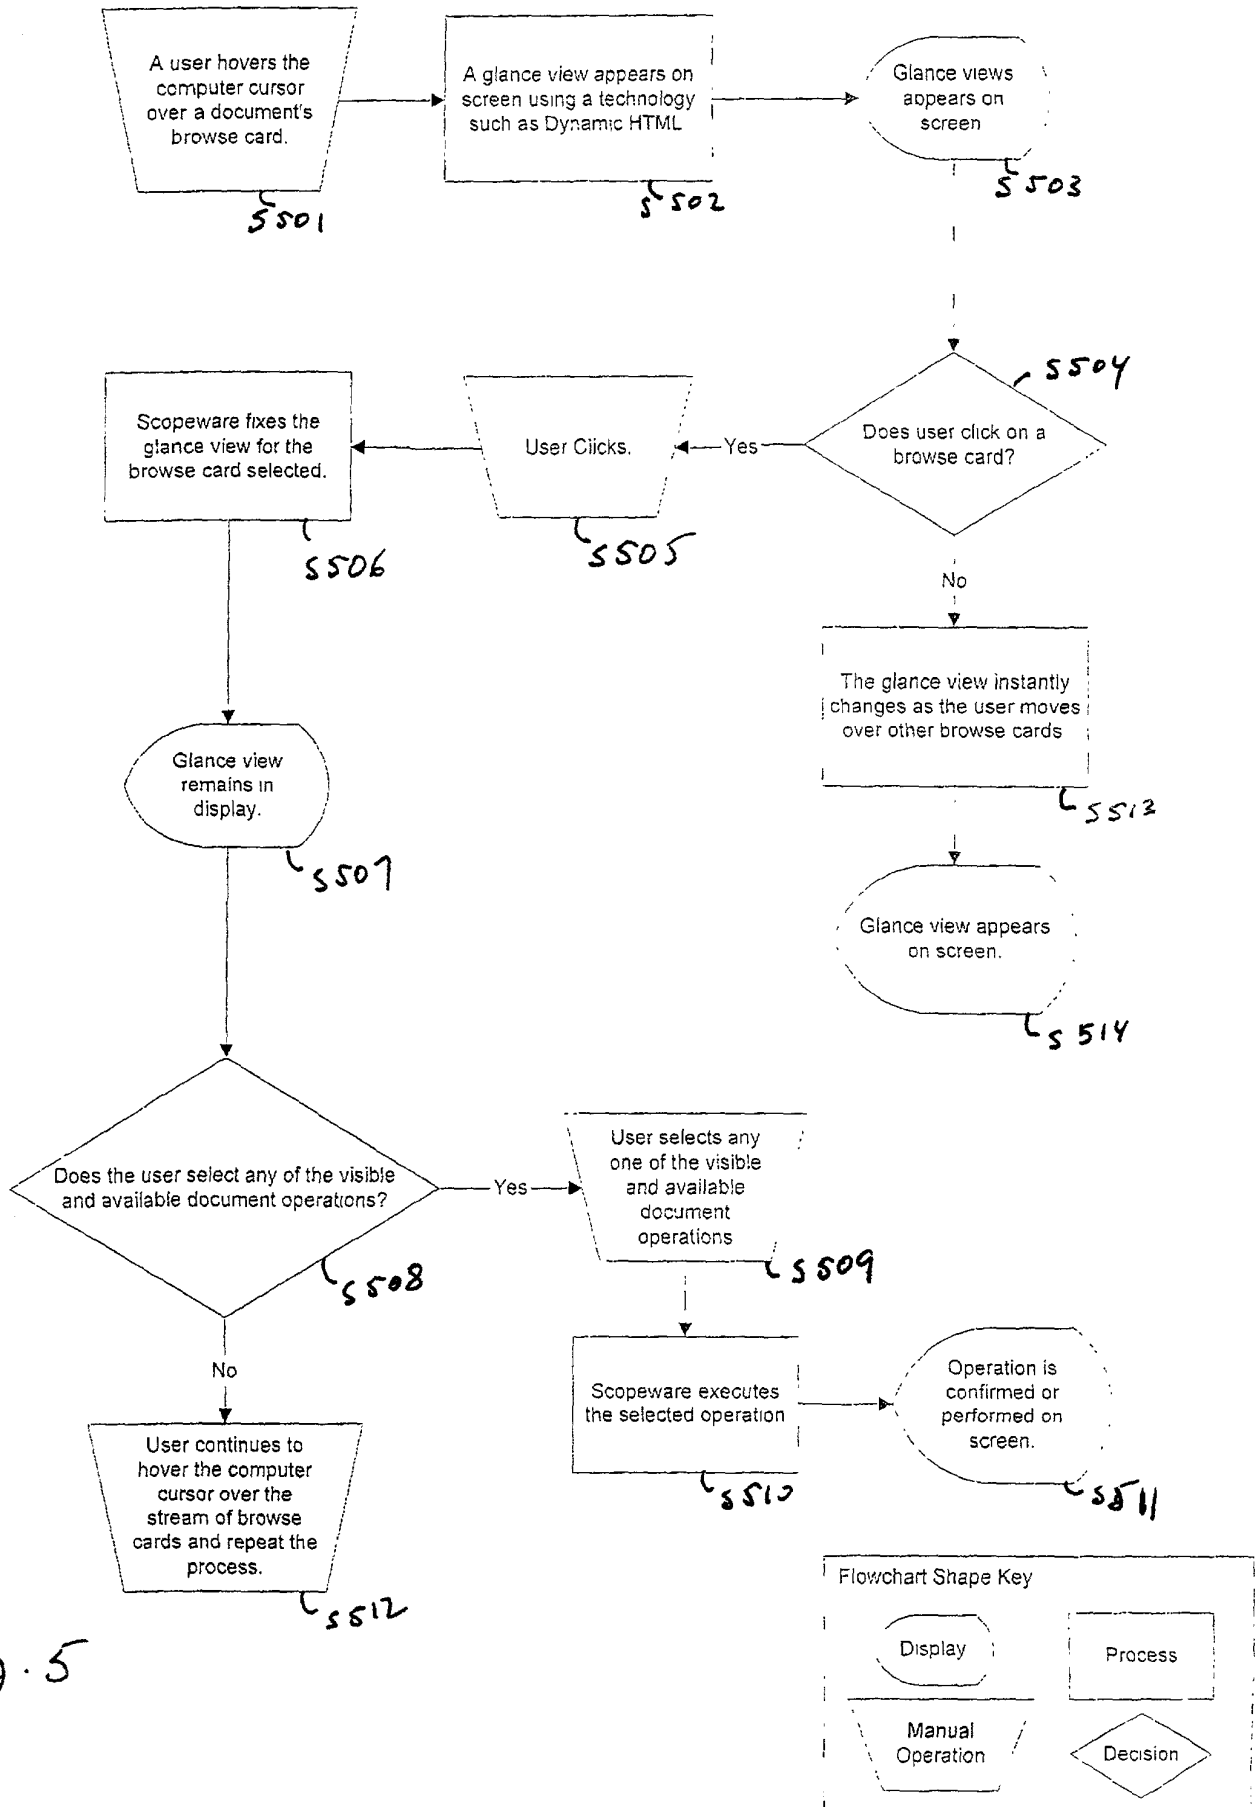 A user hovers the
computer cursor
over a document's
browse card.
S501
A glance view appears on
screen using a technology
such as Dynamic HTML
S502
Glance views
appears on
screen
S503
S504
Does user click on a
browse card?
Yes
User Clicks.
S505
Scopeware fixes the
glance view for the
browse card selected.
S506
No
The glance view instantly
changes as the user moves
over other browse cards
S513
Glance view appears
on screen.
S514
Glance view
remains in
display.
S507
Does the user select any of the visible
and available document operations?
S508
Yes
User selects any
one of the visible
and available
document
operations
S509
Scopeware executes
the selected operation
S510
Operation is
confirmed or
performed on
screen.
S511
No
User continues to
hover the computer
cursor over the
stream of browse
cards and repeat the
process.
S512
. 5
Flowchart Shape Key
Display
Process
Manual
Operation
Decision